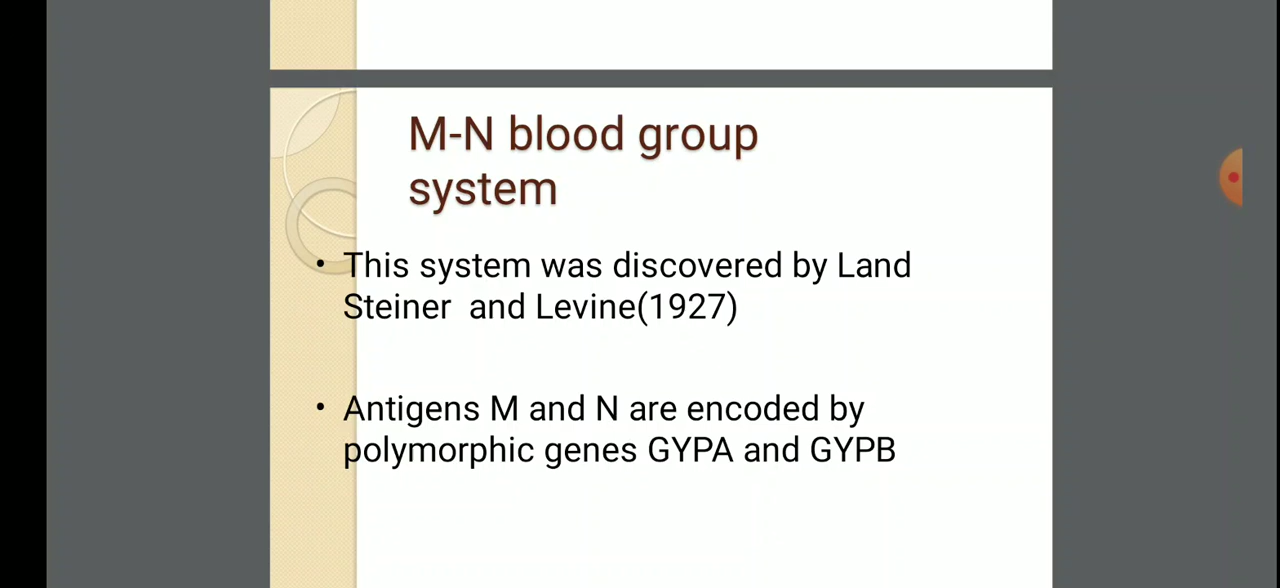 M-N blood group
system
• This system was discovered by Land
Steiner  and Levine(1927)
• Antigens M and N are encoded by
polymorphic genes GYPA and GYPB